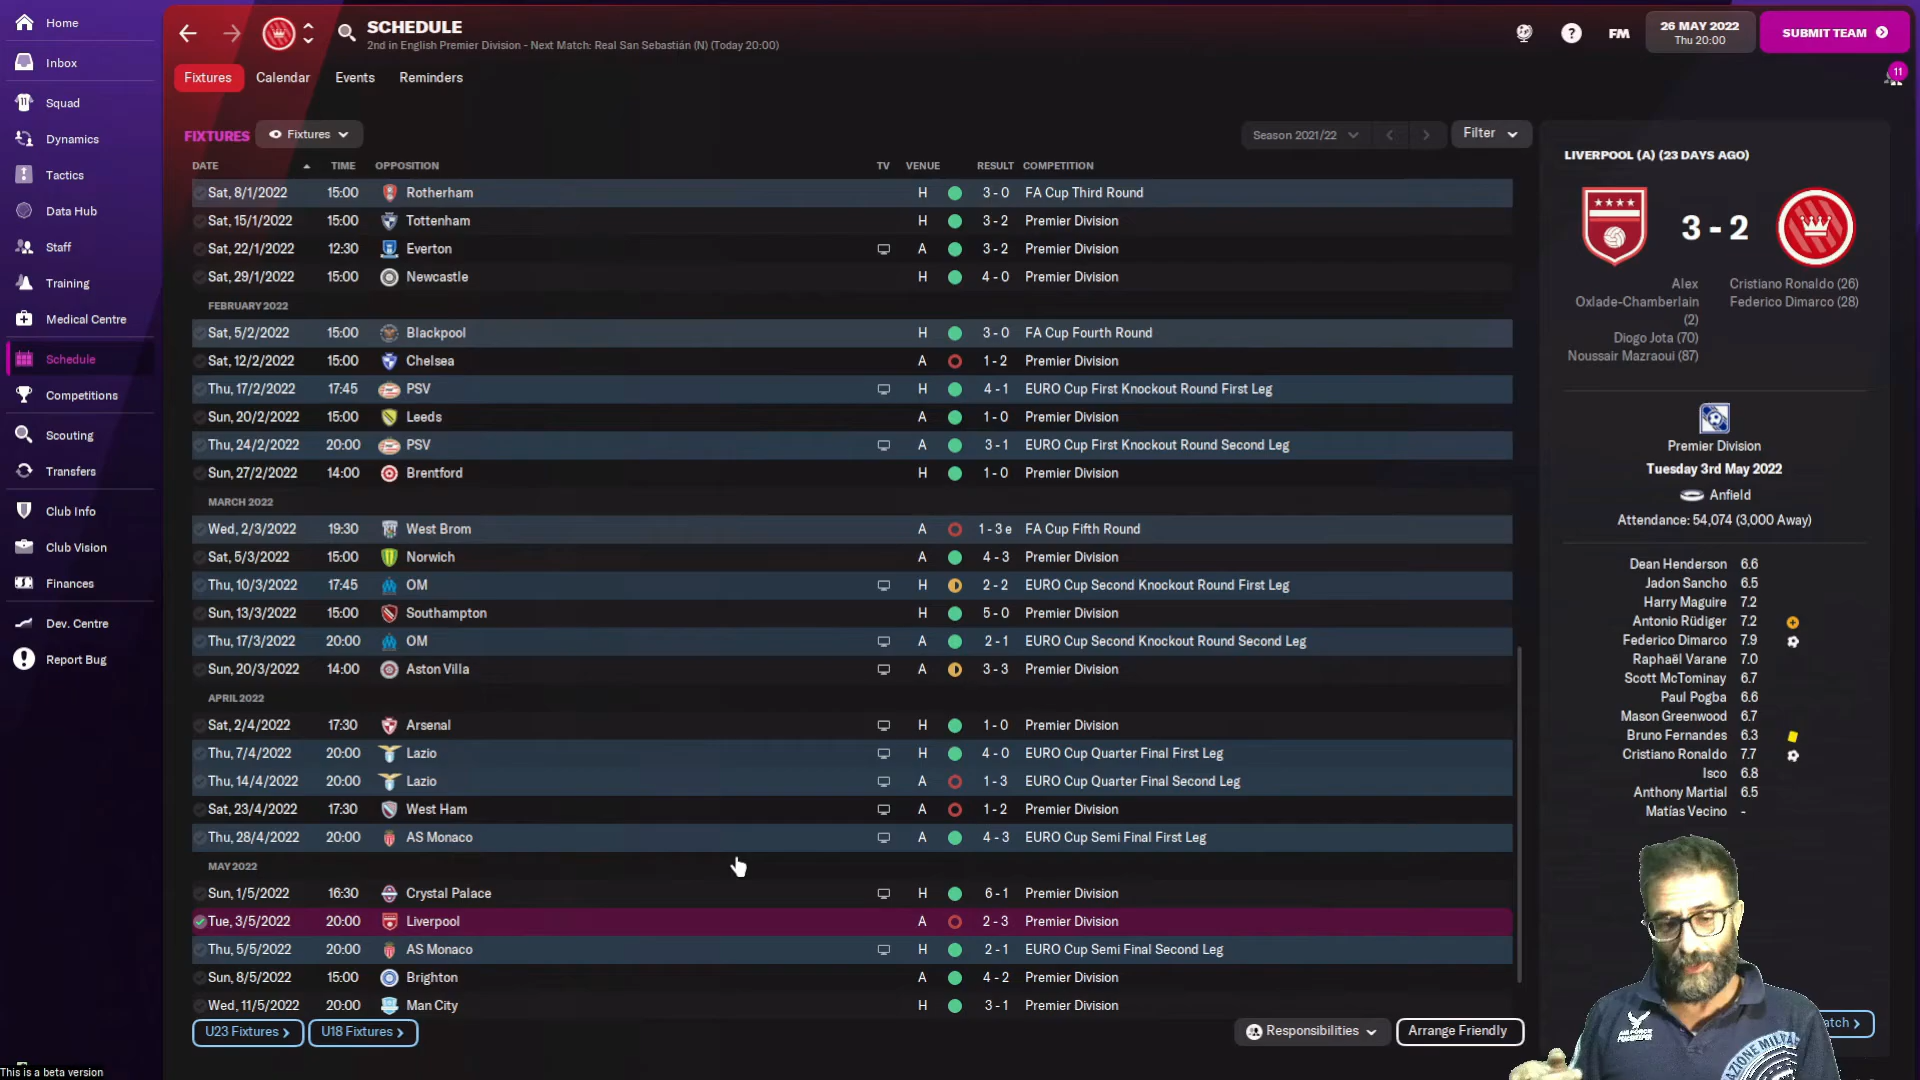 Home
Inbox
Squad
Dynamics
Tactics
Data Hub
Staff
Training
Medical Centre
Schedule
Competitions
Scouting
Transfers
Club Info
Club Vision
Finances
Dev. Centre
Report Bug
This is a beta version
SCHEDULE
2nd in English Premier Division - Next Match: Real San Sebastián (N) (Today 20:00)
FM
26 MAY 2022
Thu 20:00
SUBMIT TEAM
11
Fixtures Calendar Events Reminders
FIXTURES Fixtures Season 2021/22 Filter
DATE TIME OPPOSITION TV VENUE RESULT COMPETITION
Sat, 8/1/2022 15:00 Rotherham H 3 - 0 FA Cup Third Round
Sat, 15/1/2022 15:00 Tottenham H 3 - 2 Premier Division
Sat, 22/1/2022 12:30 Everton A 3 - 2 Premier Division
Sat, 29/1/2022 15:00 Newcastle H 4 - 0 Premier Division
FEBRUARY 2022
Sat, 5/2/2022 15:00 Blackpool H 3 - 0 FA Cup Fourth Round
Sat, 12/2/2022 15:00 Chelsea A 1 - 2 Premier Division
Thu, 17/2/2022 17:45 PSV H 4 - 1 EURO Cup First Knockout Round First Leg
Sun, 20/2/2022 15:00 Leeds A 1 - 0 Premier Division
Thu, 24/2/2022 20:00 PSV A 3 - 1 EURO Cup First Knockout Round Second Leg
Sun, 27/2/2022 14:00 Brentford H 1 - 0 Premier Division
MARCH 2022
Wed, 2/3/2022 19:30 West Brom A 1 - 3 e FA Cup Fifth Round
Sat, 5/3/2022 15:00 Norwich A 4 - 3 Premier Division
Thu, 10/3/2022 17:45 OM H 2 - 2 EURO Cup Second Knockout Round First Leg
Sun, 13/3/2022 15:00 Southampton H 5 - 0 Premier Division
Thu, 17/3/2022 20:00 OM A 2 - 1 EURO Cup Second Knockout Round Second Leg
Sun, 20/3/2022 14:00 Aston Villa A 3 - 3 Premier Division
APRIL 2022
Sat, 2/4/2022 17:30 Arsenal H 1 - 0 Premier Division
Thu, 7/4/2022 20:00 Lazio H 4 - 0 EURO Cup Quarter Final First Leg
Thu, 14/4/2022 20:00 Lazio A 1 - 3 EURO Cup Quarter Final Second Leg
Sat, 23/4/2022 17:30 West Ham A 1 - 2 Premier Division
Thu, 28/4/2022 20:00 AS Monaco A 4 - 3 EURO Cup Semi Final First Leg
MAY 2022
Sun, 1/5/2022 16:30 Crystal Palace H 6 - 1 Premier Division
Tue, 3/5/2022 20:00 Liverpool A 2 - 3 Premier Division
Thu, 5/5/2022 20:00 AS Monaco H 2 - 1 EURO Cup Semi Final Second Leg
Sun, 8/5/2022 15:00 Brighton A 4 - 2 Premier Division
Wed, 11/5/2022 20:00 Man City H 3 - 1 Premier Division
U23 Fixtures U18 Fixtures Responsibilities Arrange Friendly
LIVERPOOL (A) (23 DAYS AGO)
3 - 2
Alex Oxlade-Chamberlain (2)
Diogo Jota (70)
Noussair Mazraoui (87)
Cristiano Ronaldo (26)
Federico Dimarco (28)
Premier Division
Tuesday 3rd May 2022
Anfield
Attendance: 54,074 (3,000 Away)
Dean Henderson 6.6
Jadon Sancho 6.5
Harry Maguire 7.2
Antonio Rüdiger 7.2
Federico Dimarco 7.9
Raphaël Varane 7.0
Scott McTominay 6.7
Paul Pogba 6.6
Mason Greenwood 6.7
Bruno Fernandes 6.3
Cristiano Ronaldo 7.7
Isco 6.8
Anthony Martial 6.5
Matías Vecino -